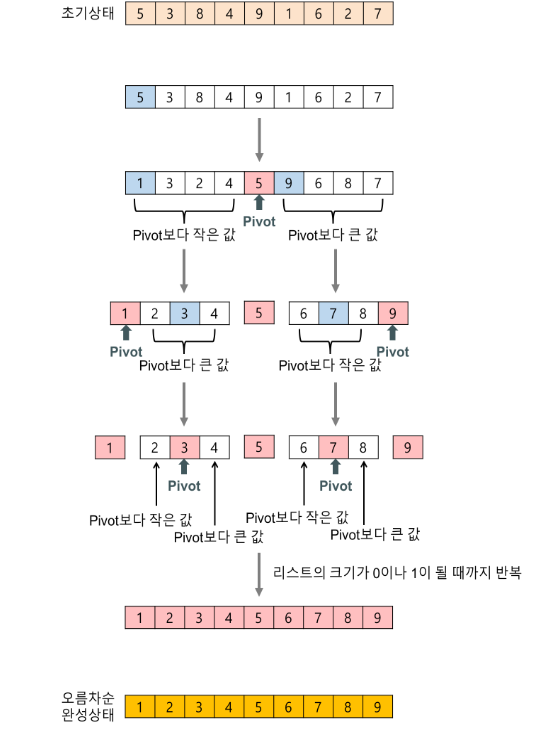 초기상태 5 3 8 4 9 1 6 2 7
5 3 8 4 9 1 6 2 7
1 3 2 4 5 9 6 8 7
Pivot
Pivot보다 작은 값 Pivot보다 큰 값
1 2 3 4 5 6 7 8 9
Pivot Pivot
Pivot보다 큰 값 Pivot보다 작은 값
1 2 3 4 5 6 7 8 9
Pivot Pivot
Pivot보다 작은 값 Pivot보다 작은 값
Pivot보다 큰 값 Pivot보다 큰 값
리스트의 크기가 0이나 1이 될 때까지 반복
1 2 3 4 5 6 7 8 9
오름차순
완성상태 1 2 3 4 5 6 7 8 9